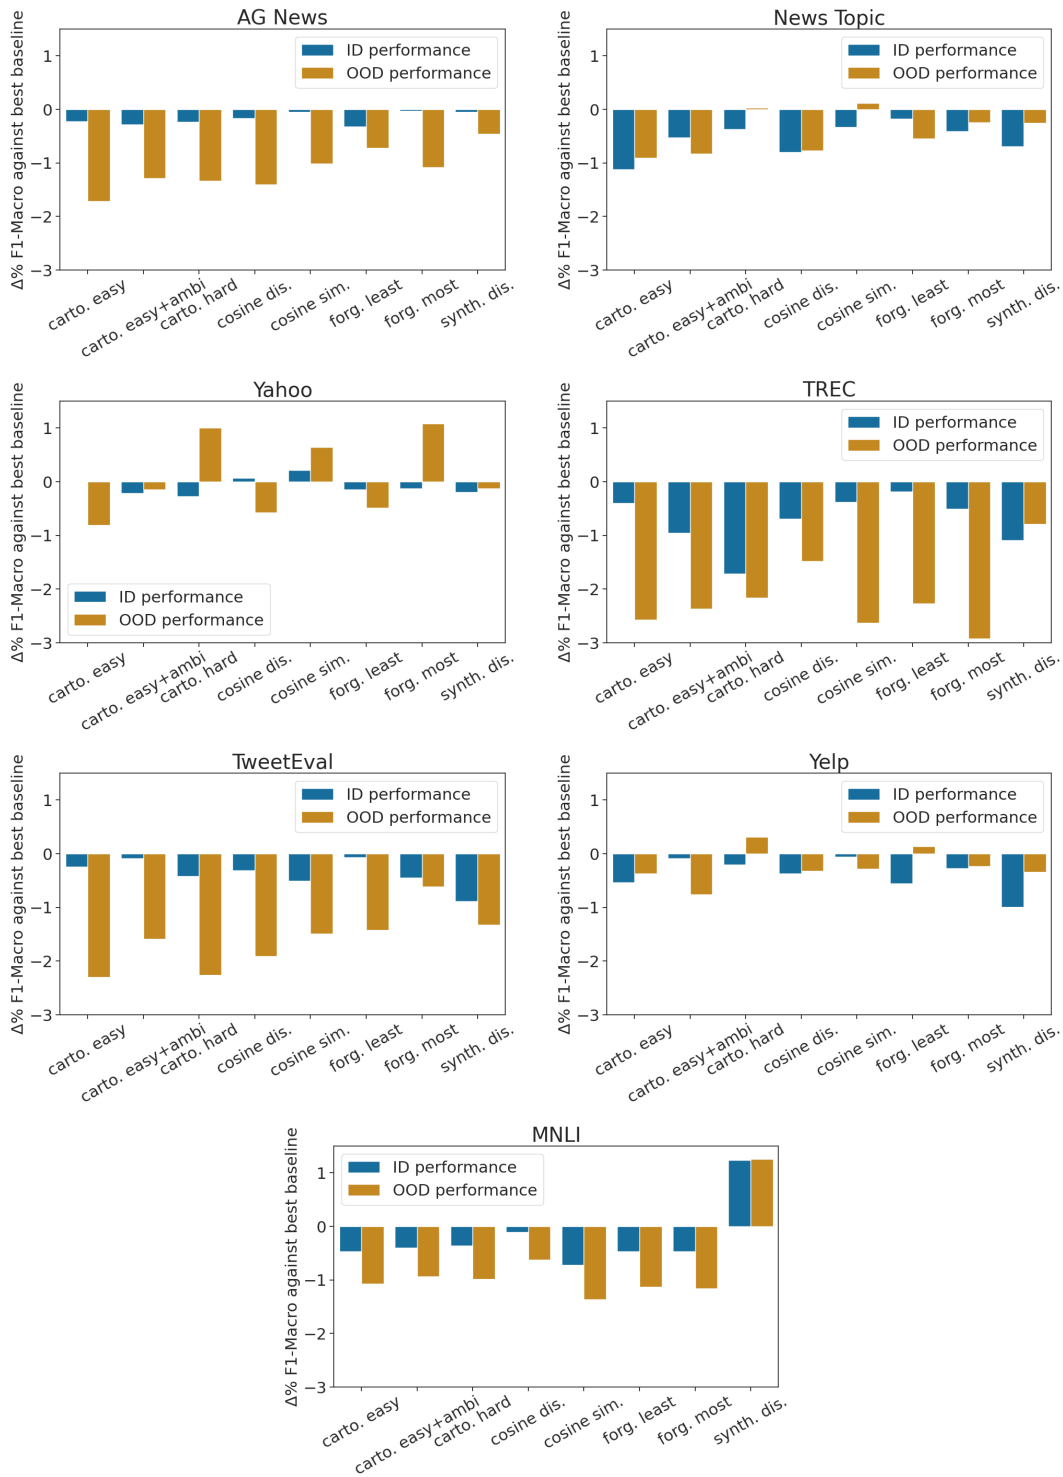 AG News
Δ% F1-Macro against best baseline
1
0
−1
−2
−3
ID performance
OOD performance
carto. easy
carto. easy+ambi
carto. hard
cosine dis.
cosine sim.
forg. least
forg. most
synth. dis.
News Topic
Δ% F1-Macro against best baseline
1
0
−1
−2
−3
ID performance
OOD performance
carto. easy
carto. easy+ambi
carto. hard
cosine dis.
cosine sim.
forg. least
forg. most
synth. dis.
Yahoo
Δ% F1-Macro against best baseline
1
0
−1
−2
−3
ID performance
OOD performance
carto. easy
carto. easy+ambi
carto. hard
cosine dis.
cosine sim.
forg. least
forg. most
synth. dis.
TREC
Δ% F1-Macro against best baseline
1
0
−1
−2
−3
ID performance
OOD performance
carto. easy
carto. easy+ambi
carto. hard
cosine dis.
cosine sim.
forg. least
forg. most
synth. dis.
TweetEval
Δ% F1-Macro against best baseline
1
0
−1
−2
−3
ID performance
OOD performance
carto. easy
carto. easy+ambi
carto. hard
cosine dis.
cosine sim.
forg. least
forg. most
synth. dis.
Yelp
Δ% F1-Macro against best baseline
1
0
−1
−2
−3
ID performance
OOD performance
carto. easy
carto. easy+ambi
carto. hard
cosine dis.
cosine sim.
forg. least
forg. most
synth. dis.
MNLI
Δ% F1-Macro against best baseline
1
0
−1
−2
−3
ID performance
OOD performance
carto. easy
carto. easy+ambi
carto. hard
cosine dis.
cosine sim.
forg. least
forg. most
synth. dis.